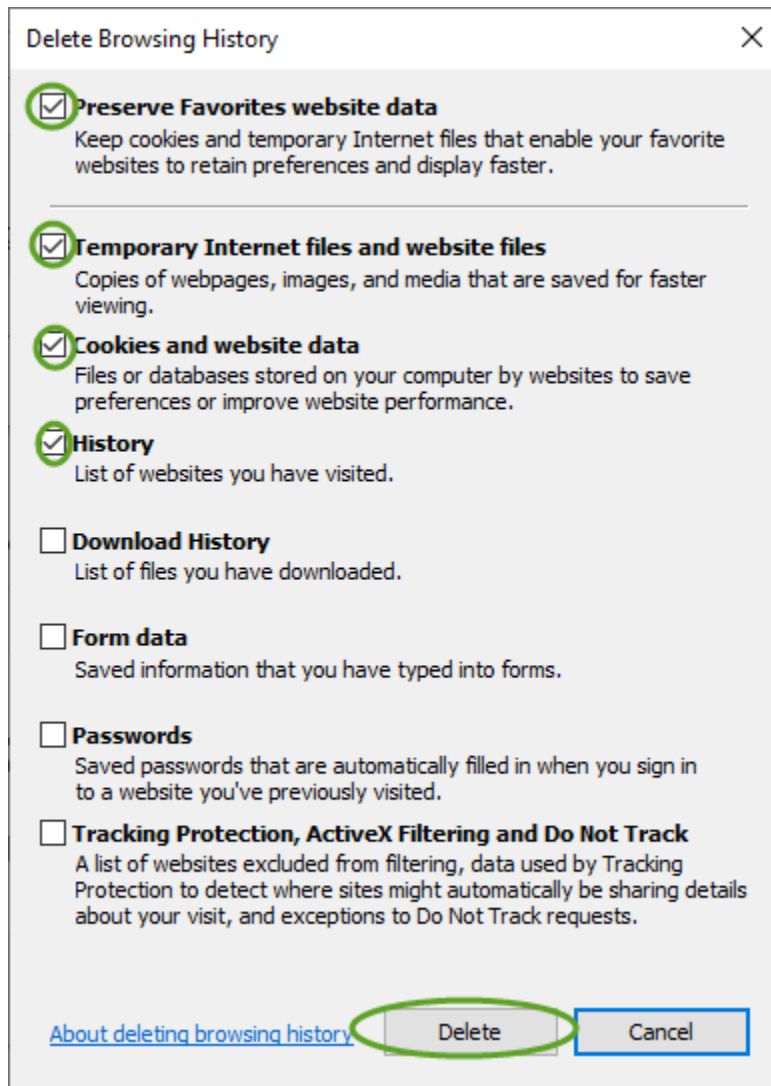 Delete Browsing History
Preserve Favorites website data
Keep cookies and temporary Internet files that enable your favorite
websites to retain preferences and display faster.
Temporary Internet files and website files
Copies of webpages, images, and media that are saved for faster
viewing.
Cookies and website data
Files or databases stored on your computer by websites to save
preferences or improve website performance.
History
List of websites you have visited.
Download History
List of files you have downloaded.
Form data
Saved information that you have typed into forms.
Passwords
Saved passwords that are automatically filled in when you sign in
to a website you've previously visited.
Tracking Protection, ActiveX Filtering and Do Not Track
A list of websites excluded from filtering, data used by Tracking
Protection to detect where sites might automatically be sharing details
about your visit, and exceptions to Do Not Track requests.
About deleting browsing history Delete Cancel